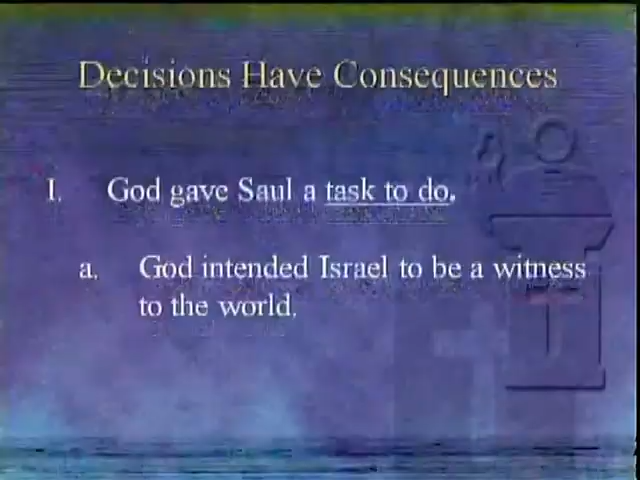 Decisions Have Consequences
I. God gave Saul a task to do.
a. God intended Israel to be a witness
to the world.